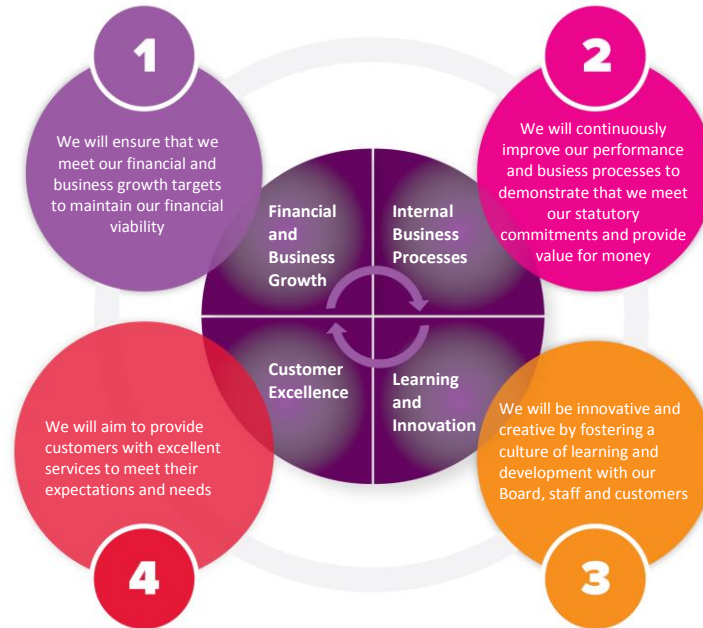 1
We will ensure that we
meet our financial and
business growth targets
to maintain our financial
viability
2
We will continuously
improve our performance
and busiess processes to
demonstrate that we meet
our statutory
commitments and provide
value for money
Financial
and
Business
Growth
Internal
Business
Processes
Customer
Excellence
Learning
and
Innovation
We will aim to provide
customers with excellent
services to meet their
expectations and needs
4
We will be innovative and
creative by fostering a
culture of learning and
development with our
Board, staff and customers
3